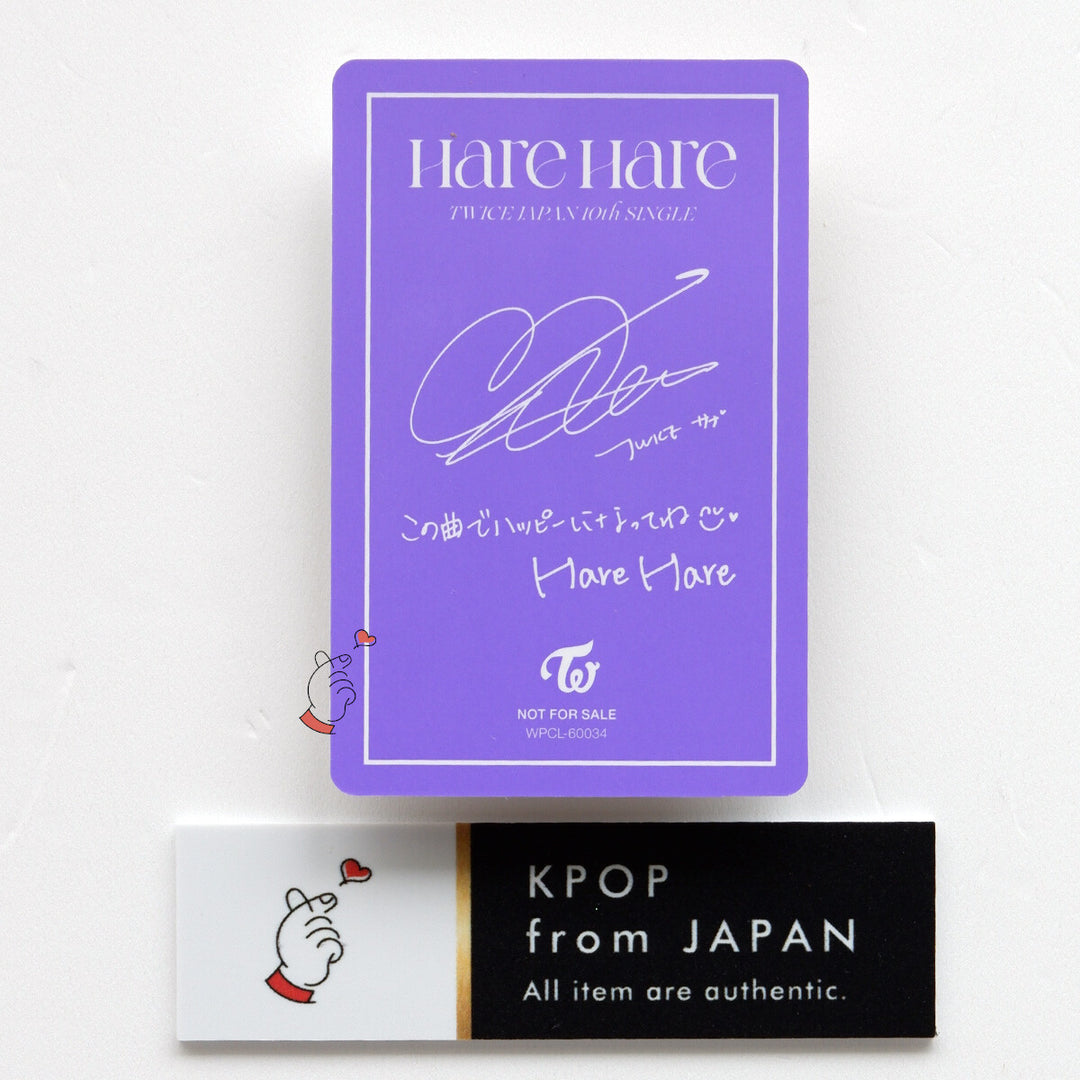 Hare Hare
TWICE JAPAN 10th SINGLE
TWICE サナ
この曲でハッピーになってね
Hare Hare
TW
NOT FOR SALE
WPCL-60034
KPOP
from JAPAN
All item are authentic.